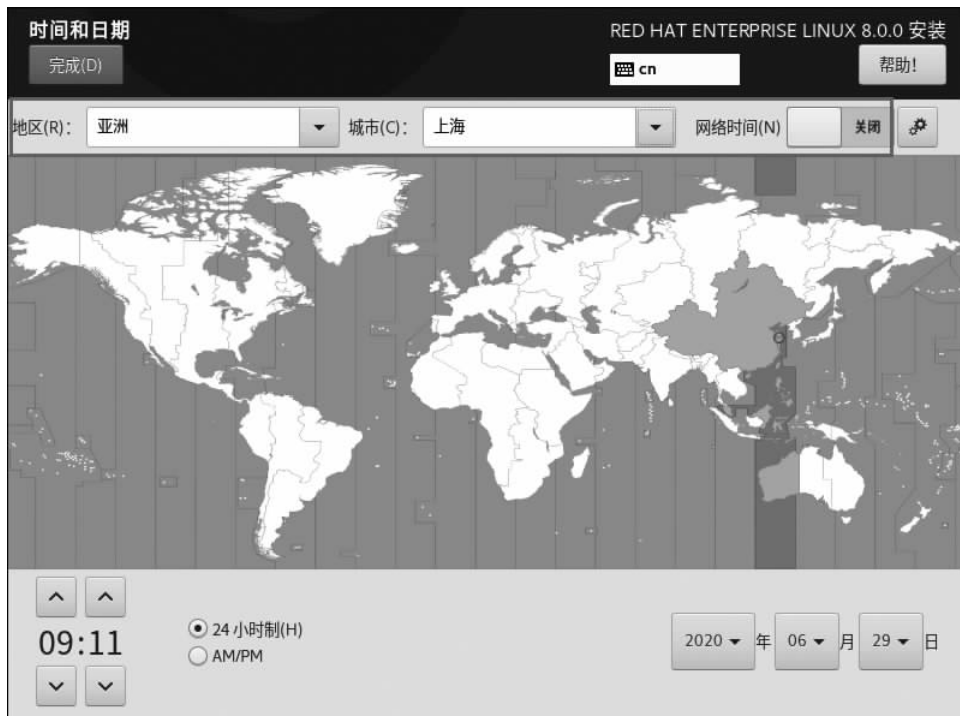 时间和日期
RED HAT ENTERPRISE LINUX 8.0.0 安装
完成(D)
cn
帮助!
地区(R): 亚洲 城市(C): 上海 网络时间(N) 关闭
09:11
24 小时制(H)
AM/PM
2020 年 06 月 29 日